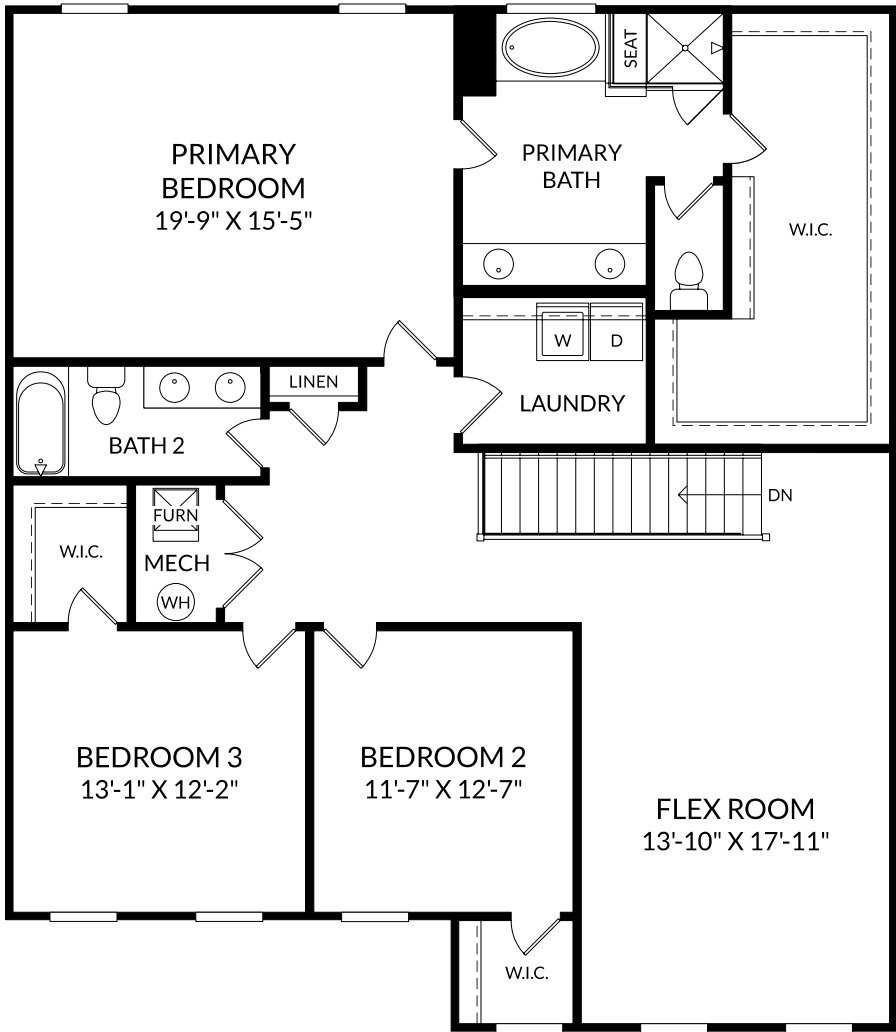 SEAT
PRIMARY
BEDROOM
19'-9" X 15'-5"
PRIMARY
BATH
W.I.C.
W
D
LINEN
LAUNDRY
BATH 2
DN
FURN
W.I.C.
MECH
WH
BEDROOM 3
13'-1" X 12'-2"
BEDROOM 2
11'-7" X 12'-7"
FLEX ROOM
13'-10" X 17'-11"
W.I.C.